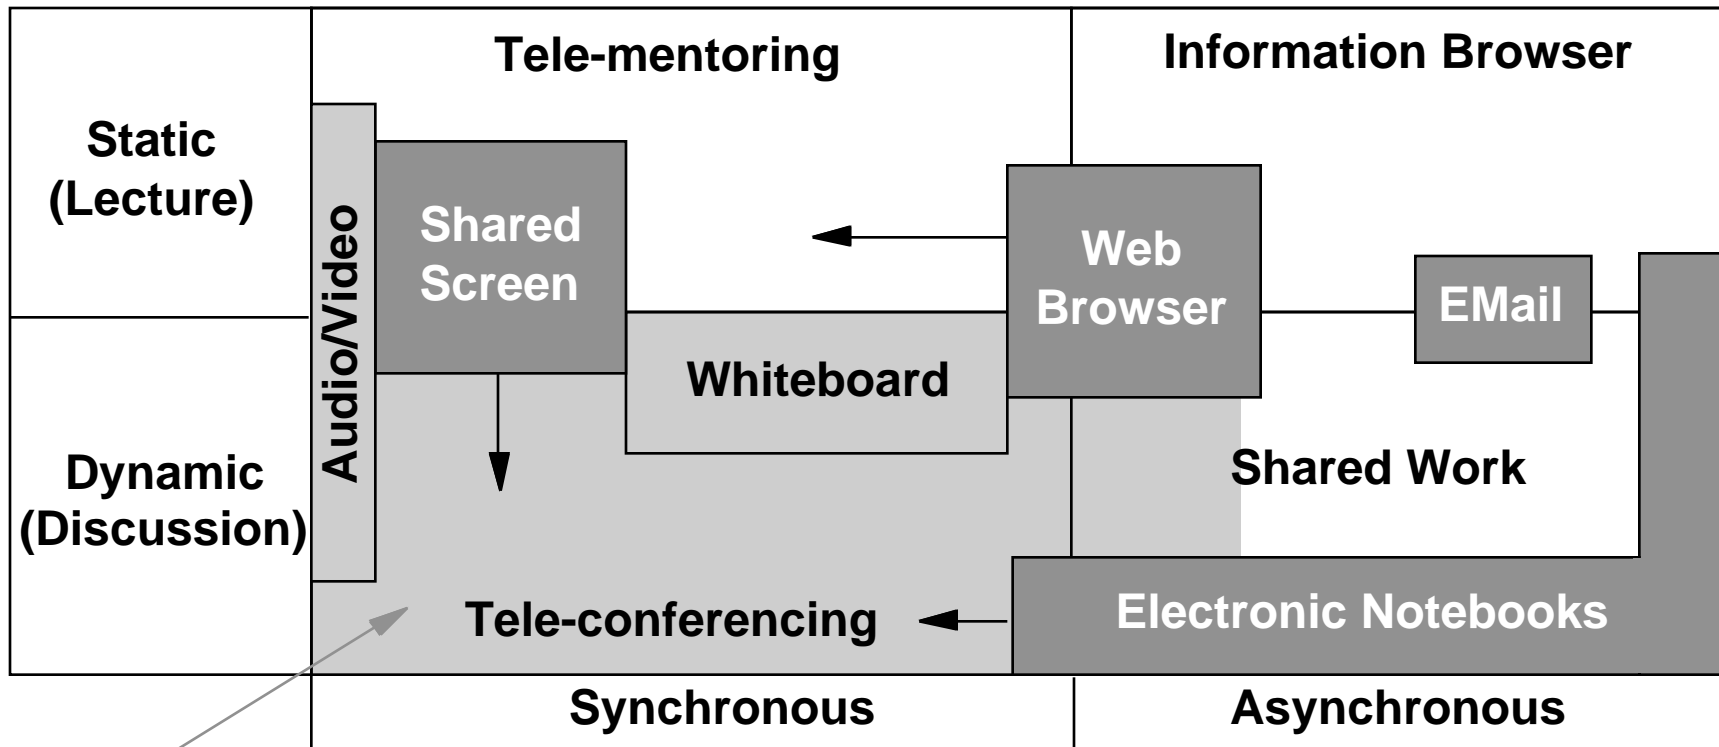 Tele-mentoring
Information Browser
Static
(Lecture)
Audio/Video
Shared
Screen
Web
Browser
EMail
Whiteboard
Dynamic
(Discussion)
Shared Work
Tele-conferencing
Electronic Notebooks
Synchronous
Asynchronous